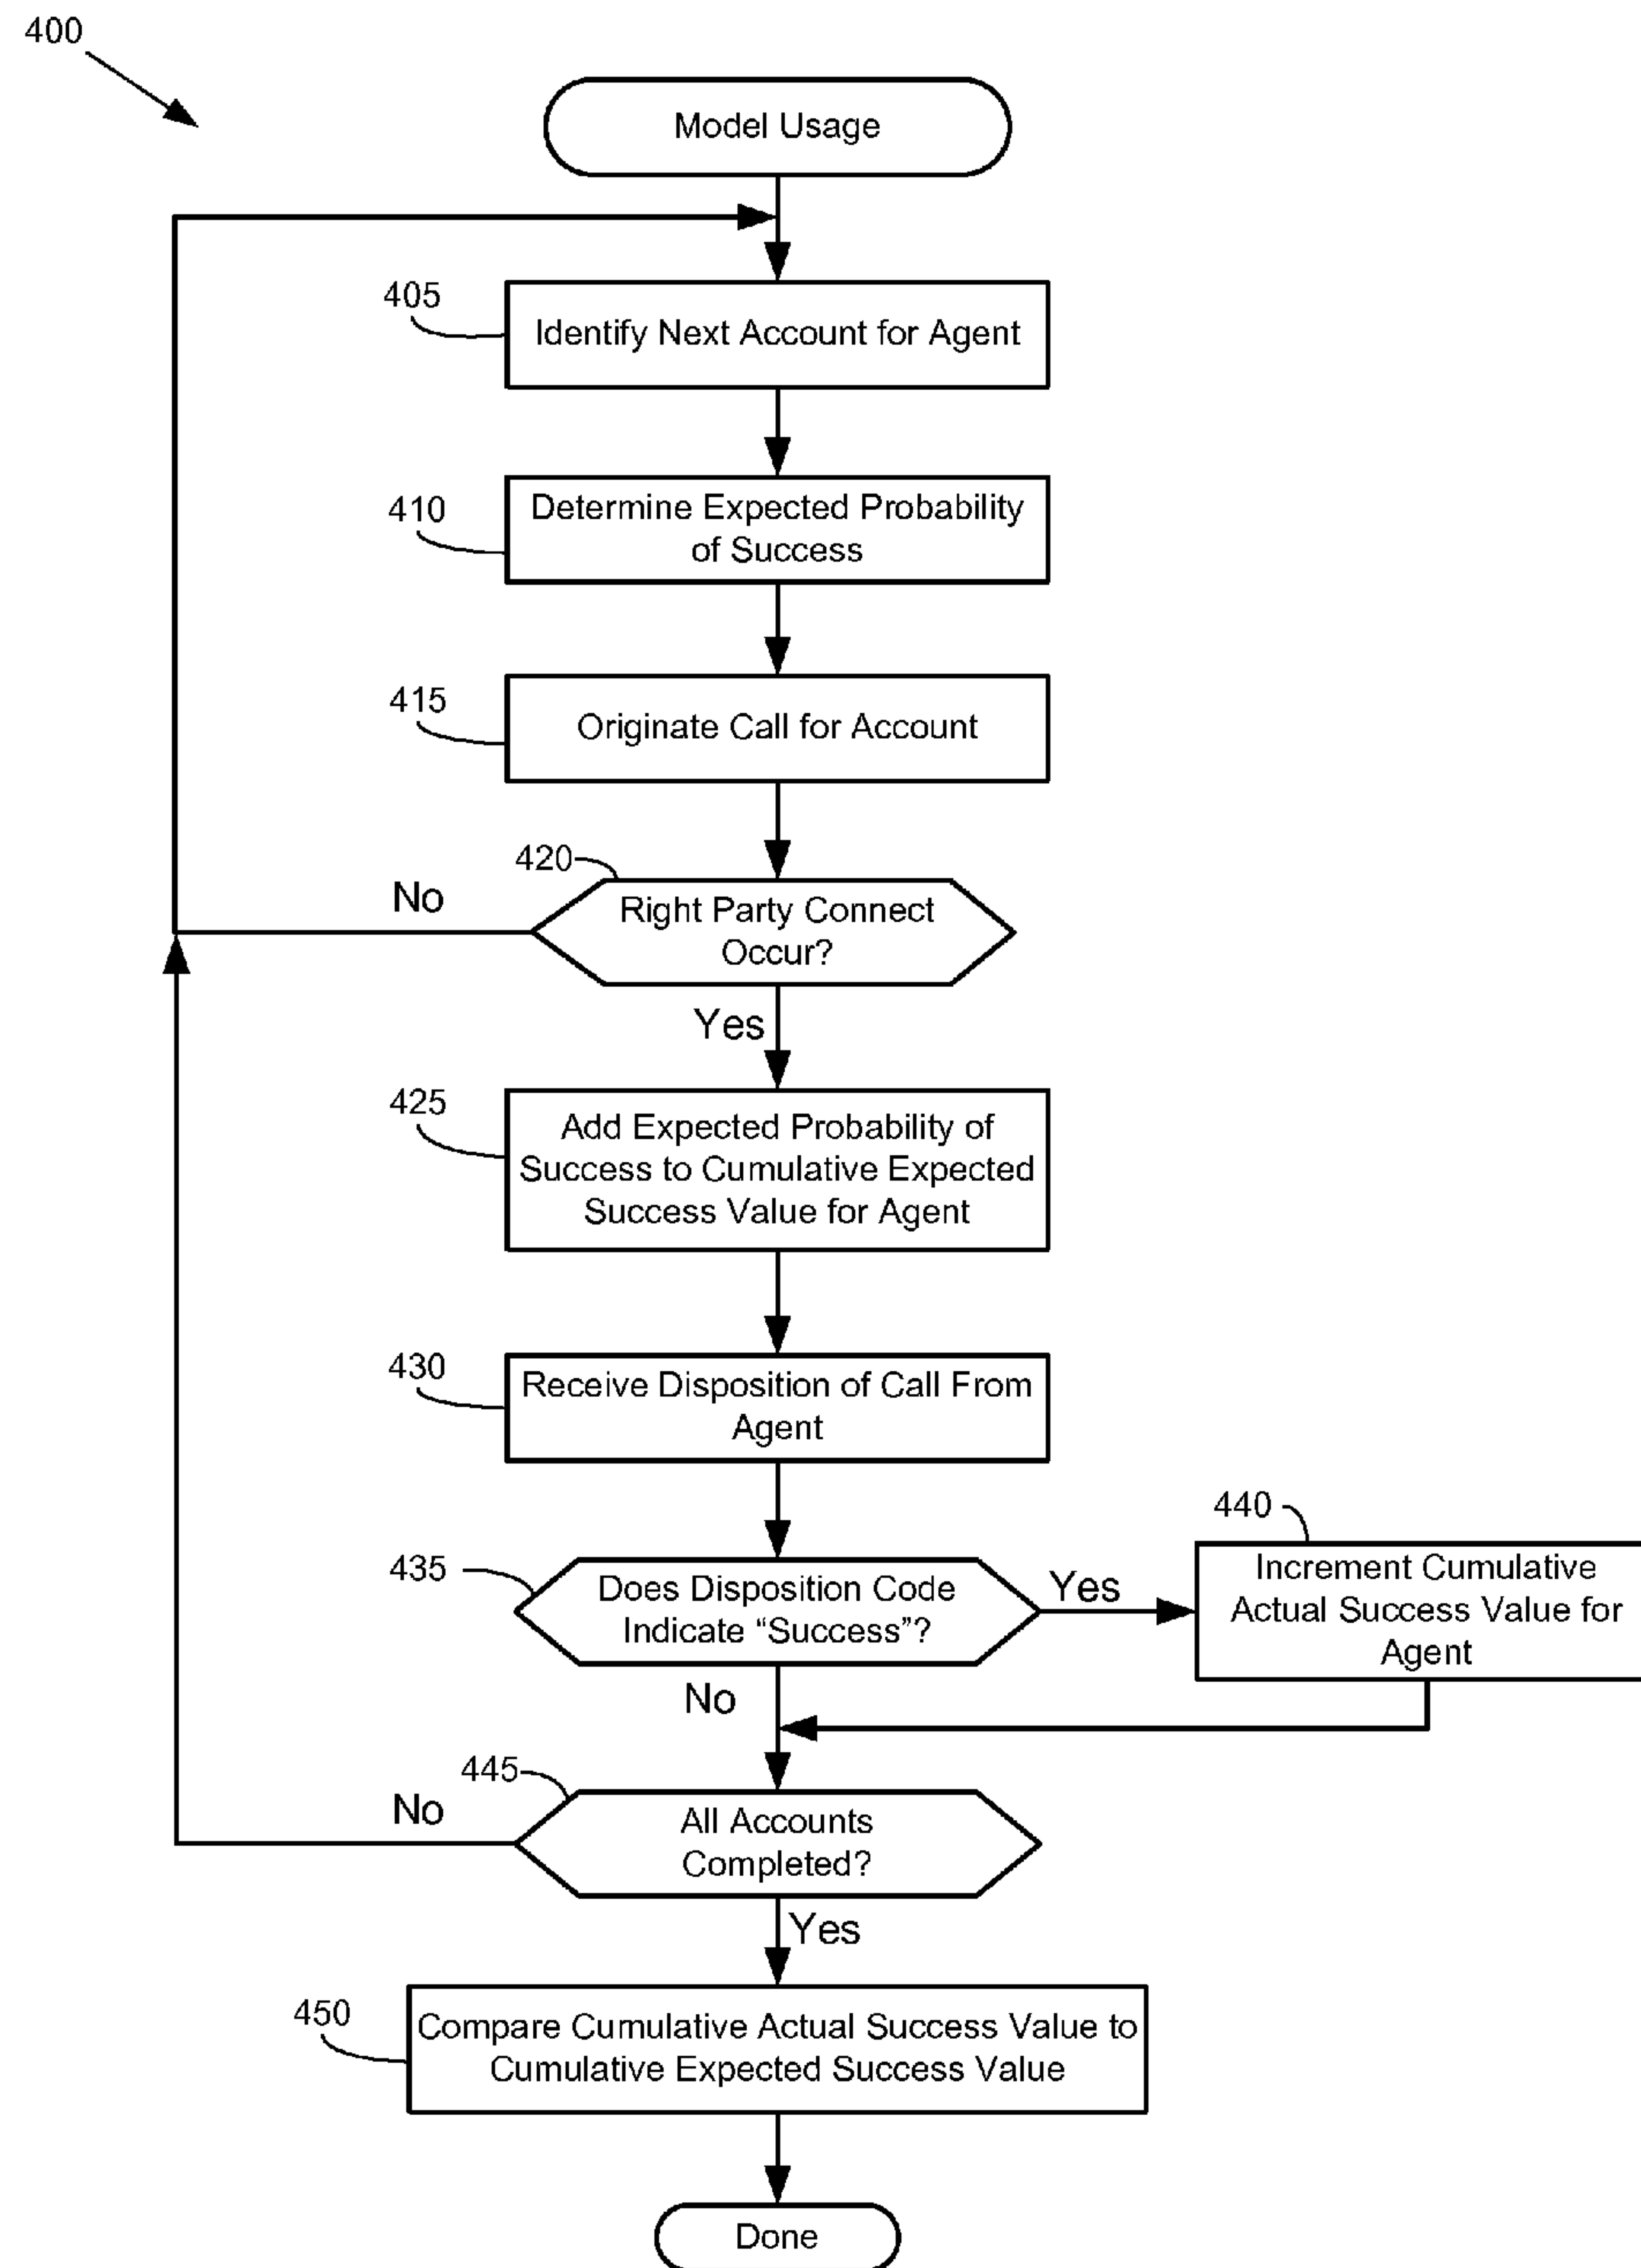 400
Model Usage
405
Identify Next Account for Agent
410
Determine Expected Probability
of Success
415
Originate Call for Account
420
Right Party Connect
Occur?
No
Yes
425
Add Expected Probability of
Success to Cumulative Expected
Success Value for Agent
430
Receive Disposition of Call From
Agent
435
Does Disposition Code
Indicate “Success”?
Yes
440
Increment Cumulative
Actual Success Value for
Agent
No
445
All Accounts
Completed?
No
Yes
450
Compare Cumulative Actual Success Value to
Cumulative Expected Success Value
Done